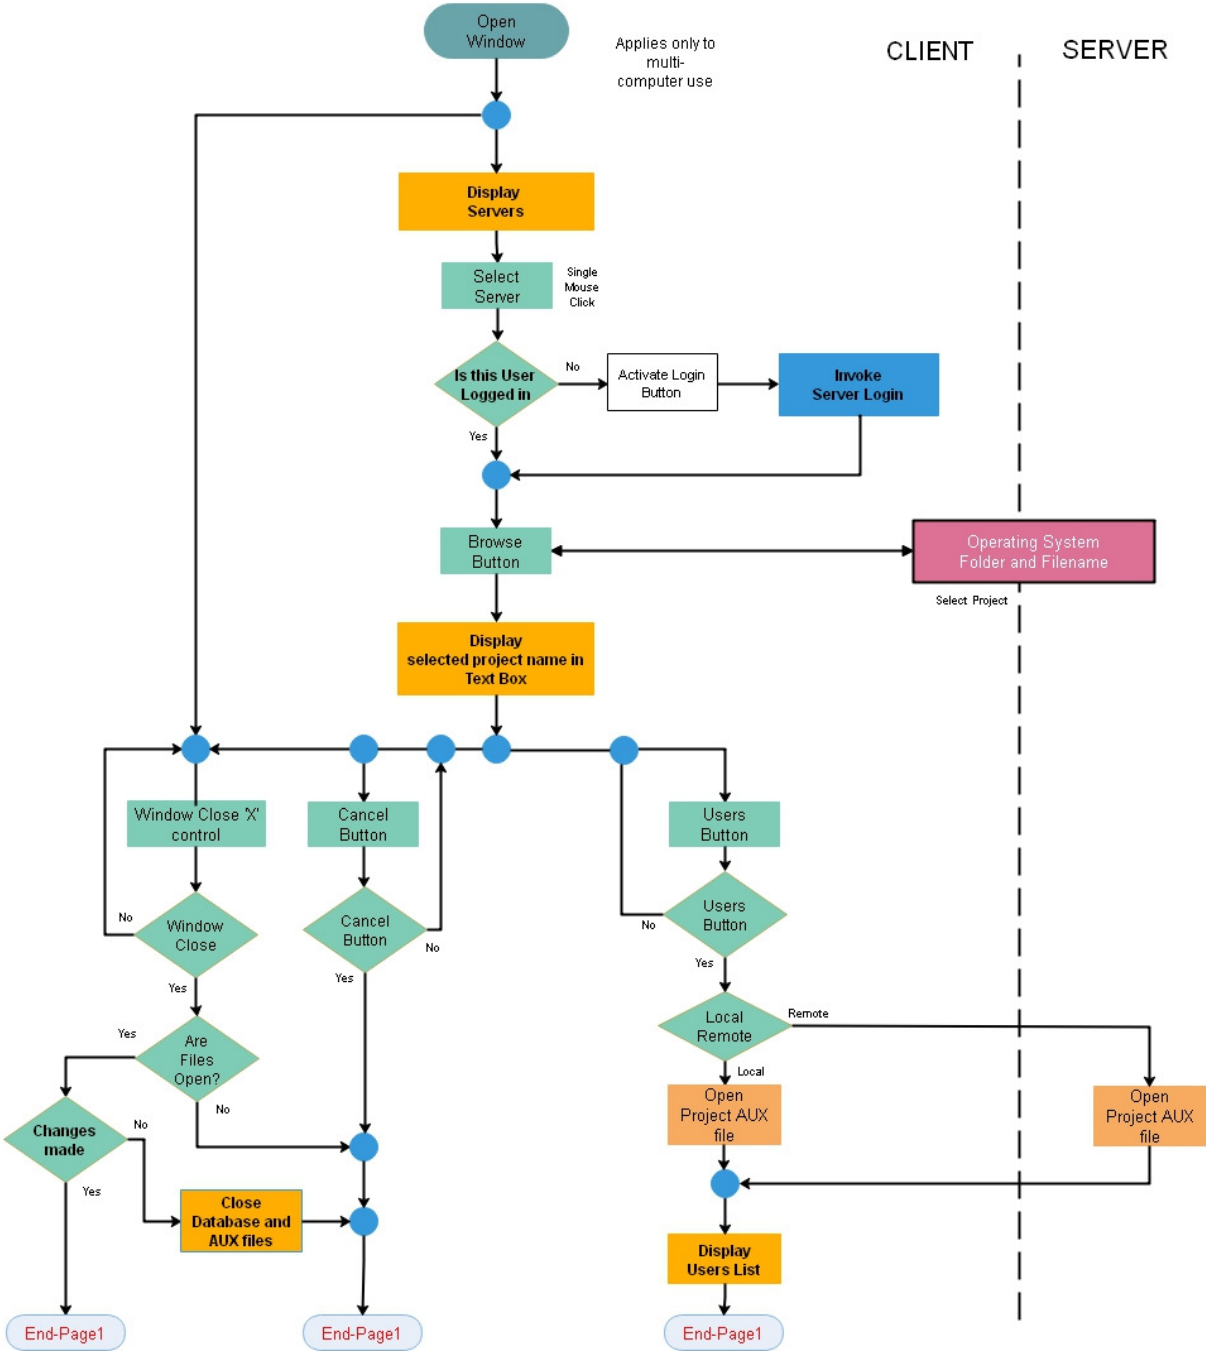 Open
Window
Applies only to
multi-
computer use
CLIENT
SERVER
Display
Servers
Select
Server
Single
Mouse
Click
Is this User
Logged in
No
Activate Login
Button
Invoke
Server Login
Yes
Browse
Button
Operating System
Folder and Filename
Select Project
Display
selected project name in
Text Box
Window Close 'X'
control
Cancel
Button
Users
Button
No
Window
Close
Cancel
Button
No
Users
Button
No
Yes
Yes
Yes
Local
Remote
Remote
Yes
Are
Files
Open?
Local
No
Open
Project AUX
file
Open
Project AUX
file
Changes
made
No
Yes
Close
Database and
AUX files
Display
Users List
End-Page1
End-Page1
End-Page1